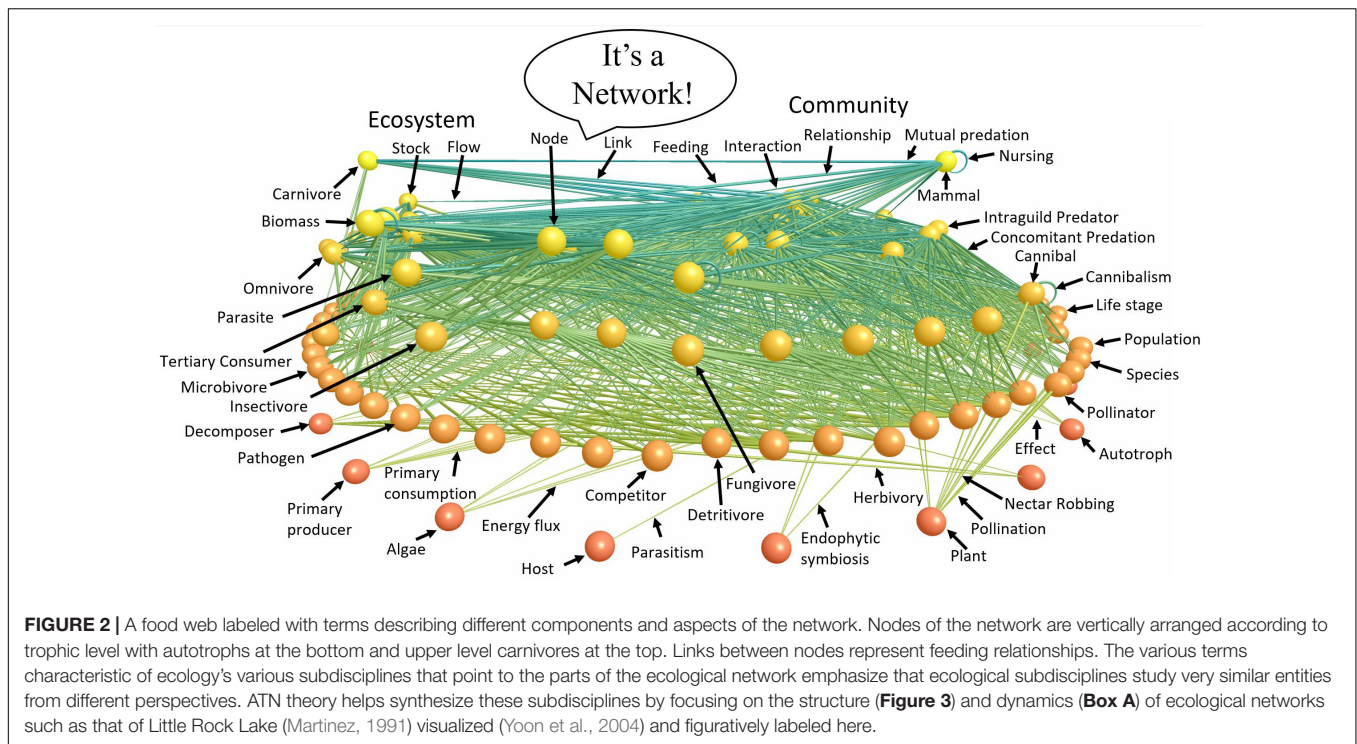 It's a
Network!
Ecosystem
Community
Stock
Flow
Node
Link
Feeding
Interaction
Relationship
Mutual predation
Nursing
Carnivore
Mammal
Biomass
Intraguild Predator
Concomitant Predation
Cannibal
Omnivore
Cannibalism
Parasite
Life stage
Tertiary Consumer
Population
Microbivore
Species
Insectivore
Pollinator
Decomposer
Effect
Autotroph
Pathogen
Primary
consumption
Primary
producer
Competitor
Fungivore
Herbivory
Nectar Robbing
Detritivore
Energy flux
Algae
Pollination
Endophytic
symbiosis
Parasitism
Host
Plant
FIGURE 2 | A food web labeled with terms describing different components and aspects of the network. Nodes of the network are vertically arranged according to
trophic level with autotrophs at the bottom and upper level carnivores at the top. Links between nodes represent feeding relationships. The various terms
characteristic of ecology's various subdisciplines that point to the parts of the ecological network emphasize that ecological subdisciplines study very similar entities
from different perspectives. ATN theory helps synthesize these subdisciplines by focusing on the structure (Figure 3) and dynamics (Box A) of ecological networks
such as that of Little Rock Lake (Martinez, 1991) visualized (Yoon et al., 2004) and figuratively labeled here.